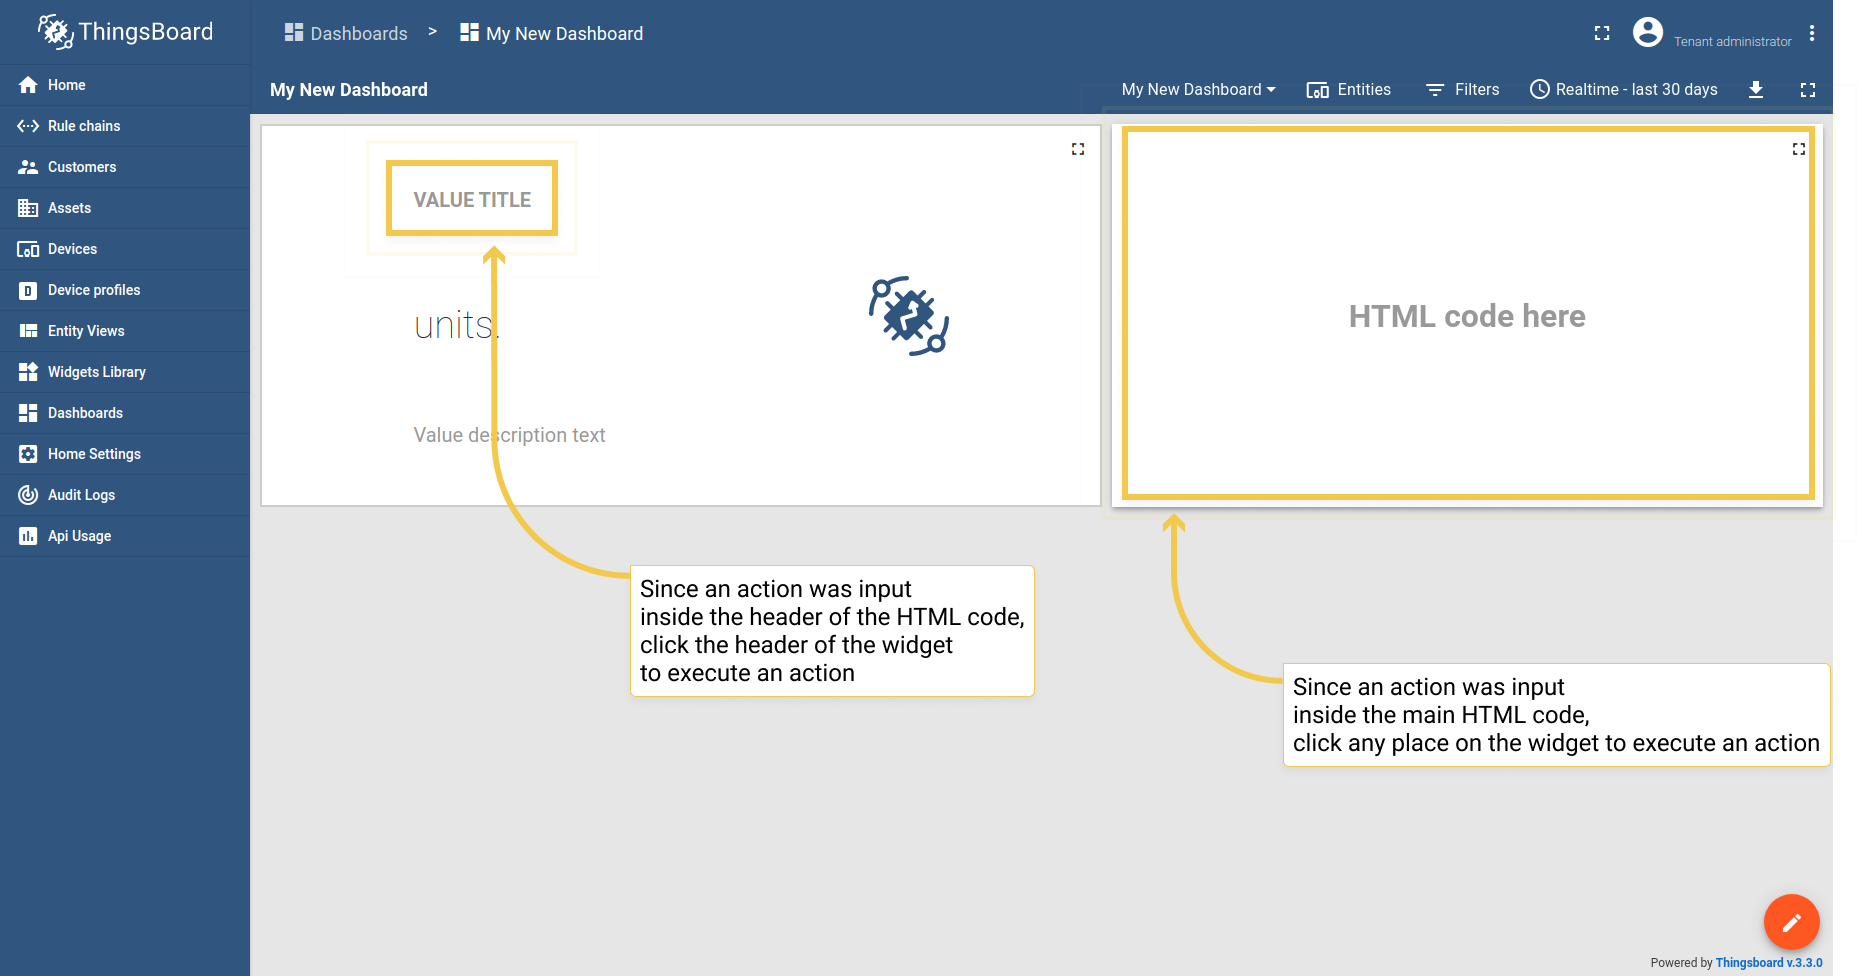 ThingsBoard
Dashboards > My New Dashboard
Tenant administrator
My New Dashboard
My New Dashboard
Entities
Filters
Realtime - last 30 days
Home
Rule chains
Customers
Assets
Devices
Device profiles
Entity Views
Widgets Library
Dashboards
Home Settings
Audit Logs
Api Usage
VALUE TITLE
units.
Value description text
HTML code here
Since an action was input
inside the header of the HTML code,
click the header of the widget
to execute an action
Since an action was input
inside the main HTML code,
click any place on the widget to execute an action
Powered by Thingsboard v.3.3.0